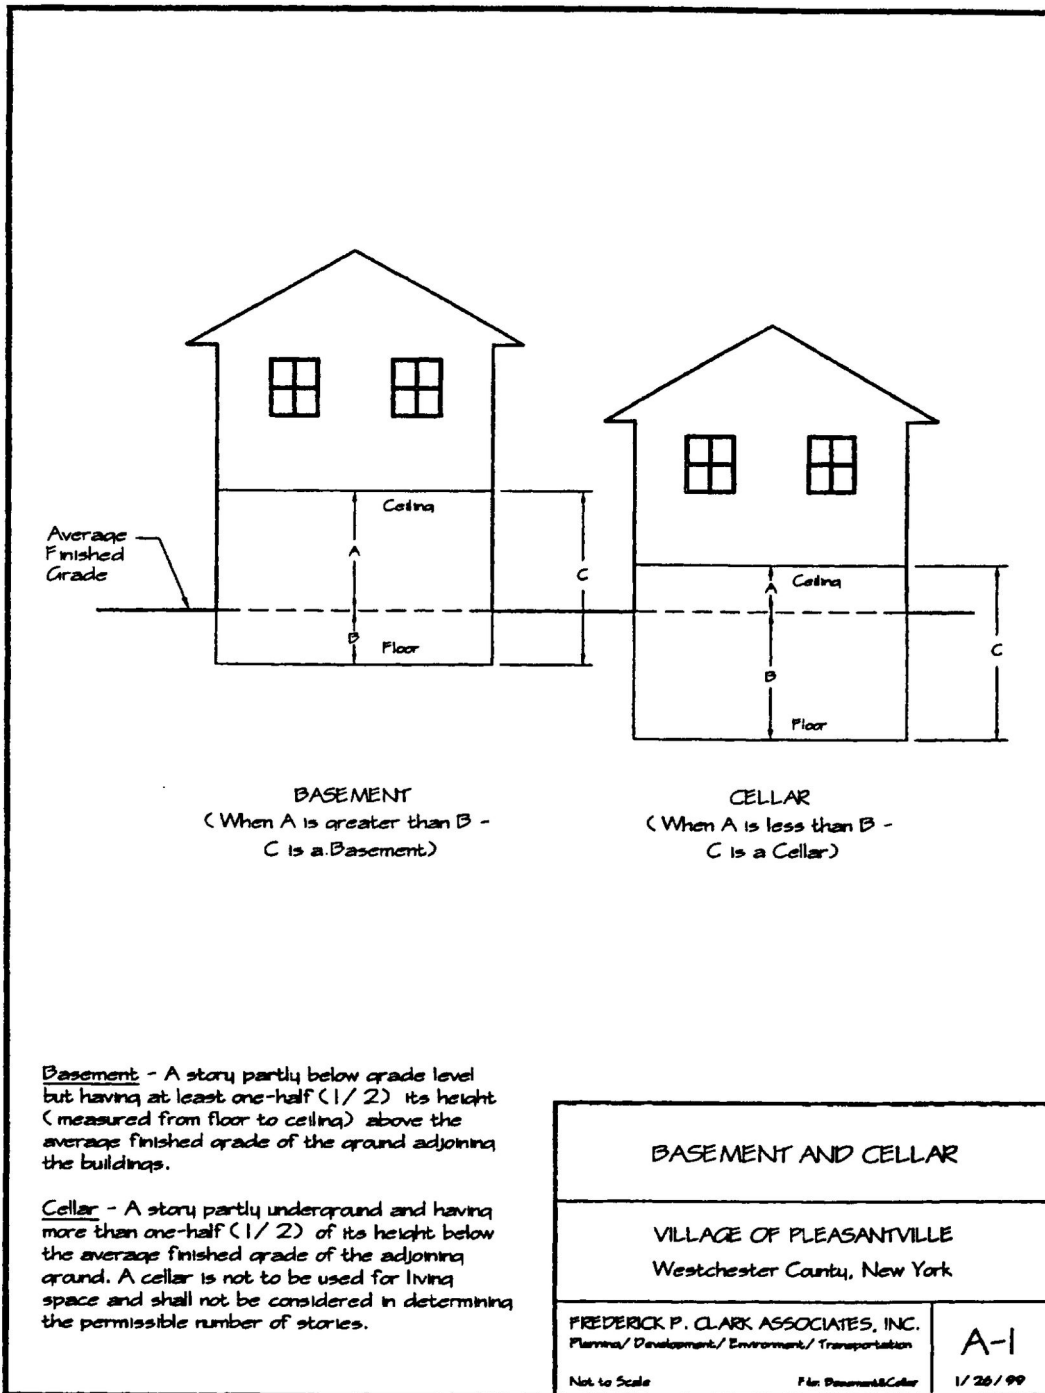 Ceiling
Average
Finished
Grade
A
C
B
Floor
A
Ceiling
B
C
Floor
BASEMENT
(When A is greater than B -
C is a Basement)
CELLAR
(When A is less than B -
C is a Cellar)
Basement - A story partly below grade level
but having at least one-half (1/2) its height
(measured from floor to ceiling) above the
average finished grade of the ground adjoining
the buildings.
Cellar - A story partly underground and having
more than one-half (1/2) of its height below
the average finished grade of the adjoining
ground. A cellar is not to be used for living
space and shall not be considered in determining
the permissible number of stories.
BASEMENT AND CELLAR
VILLAGE OF PLEASANTVILLE
Westchester County, New York
FREDERICK P. CLARK ASSOCIATES, INC.
Planning/Development/Environment/Transportation
Not to Scale
File: Basement&Cellar
A-1
1/26/99